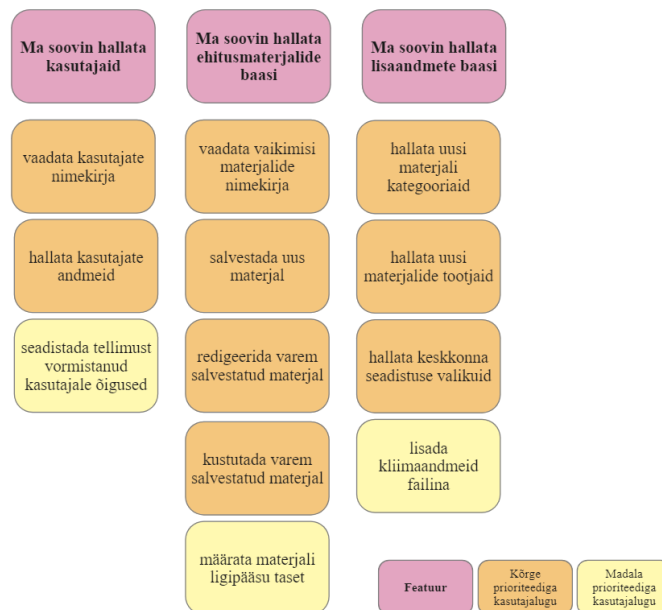 Ma soovin hallata
kasutajaid
Ma soovin hallata
ehitusmaterjalide
baasi
Ma soovin hallata
lisaandmete baasi
vaadata kasutajate
nimekirja
vaadata vaikimisi
materjalide
nimekirja
hallata uusi
materjali
kategooriaid
hallata kasutajate
andmeid
salvestada uus
materjal
hallata uusi
materjalide tootjaid
seadistada tellimust
vormistanud
kasutajale õigused
redigeerida varem
salvestatud materjal
hallata keskkonna
seadistuse valikuid
kustutada varem
salvestatud materjal
lisada
kliimaandmeid
failina
määrata materjali
ligipääsu taset
Featuur
Kõrge
prioriteediga
kasutajalugu
Madala
prioriteediga
kasutajalugu